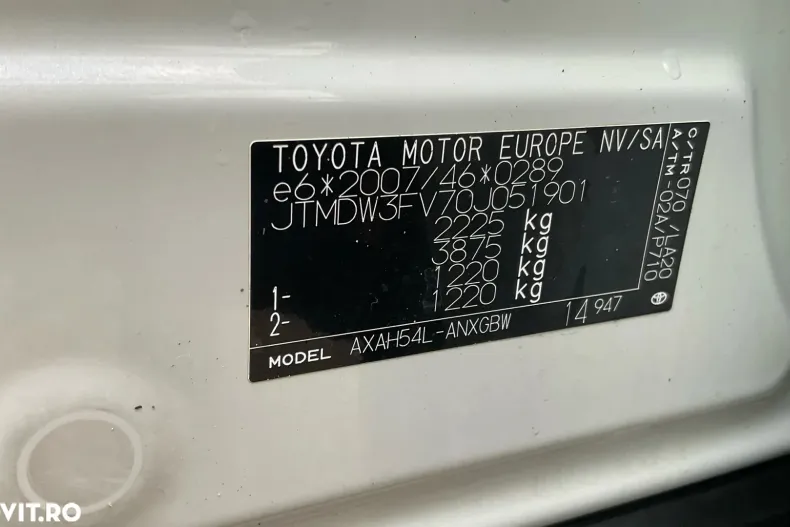 TOYOTA MOTOR EUROPE NV/SA
e6*2007/46*0289
JTMDW3FV70J051901
2225 kg
3875 kg
1- 1220 kg
2- 1220 kg
MODEL AXAH54L-ANXGBW 14 947
C/TR070/LA20
A/TM-02A/P710
VIT.RO